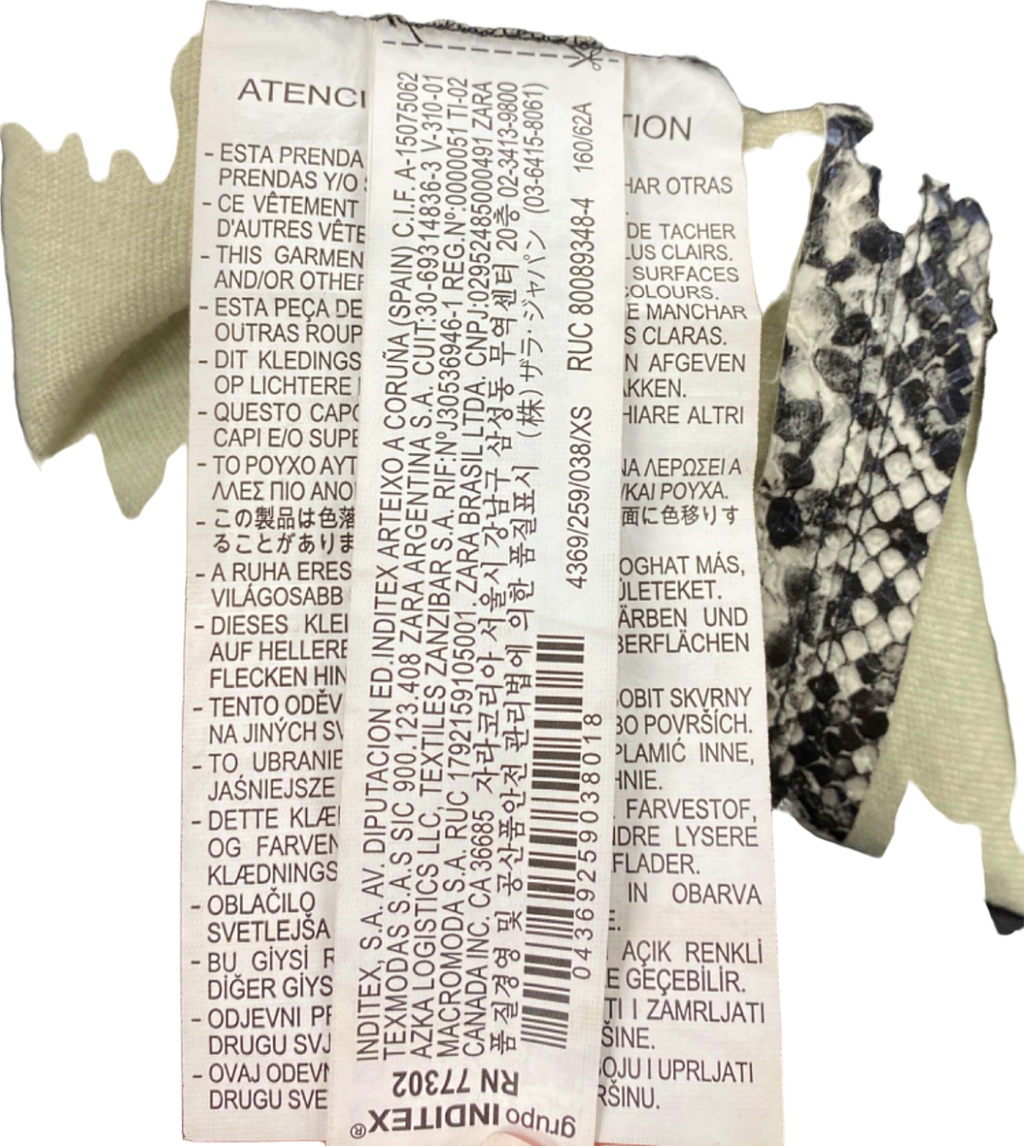 ATENCI
TION
- ESTA PRENDA
PRENDAS Y/O
HAR OTRAS
- CE VÊTEMENT
DE TACHER
D'AUTRES VÊTE
LUS CLAIRS.
- THIS GARMEN
SURFACES
AND/OR OTHER
COLOURS.
- ESTA PEÇA DE
E MANCHAR
OUTRAS ROUP
S CLARAS.
- DIT KLEDINGS
N AFGEVEN
OP LICHTERE
AKKEN.
- QUESTO CAPO
HIARE ALTRI
CAPI E/O SUPE
- ΤΟ ΡΟΥΧΟ ΑΥΤ
ΝΑ ΛΕΡΩΣΕΙ Α
ΛΛΕΣ ΠΙΟ ΑΝΟ
/ΚΑΙ ΡΟΥΧΑ.
- この製品は色落
面に色移りす
ることがありま
- A RUHA ERES
OGHAT MÁS,
VILÁGOSABB
ÜLETEKET.
- DIESES KLEI
ÄRBEN UND
AUF HELLERE
BERFLÄCHEN
FLECKEN HIN
- TENTO ODĚV
OBIT SKVRNY
NA JINÝCH SV
BO POVRŠÍCH.
- TO UBRANIE
PLAMIĆ INNE,
JAŚNIEJSZE
HNIE.
- DETTE KLÆ
FARVESTOF,
OG FARVEN
DRE LYSERE
KLÆDNINGS
FLADER.
- OBLAČILO
IN OBARVA
SVETLEJŠA
E.
- BU GİYSİ R
AÇIK RENKLİ
DİĞER GİYS
E GEÇEBİLİR.
- ODJEVNI PR
TI I ZAMRLJATI
DRUGU SVJ
ŠINE.
- OVAJ ODEVN
OJU I UPRLJATI
DRUGU SVE
RŠINU.
INDITEX, S.A. AV. DIPUTACION ED.INDITEX ARTEIXO A CORUÑA (SPAIN) C.I.F. A-15075062
TEXMODAS S.A.S SIC 900.123.408 ZARA ARGENTINA S.A. CUIT:30-69314836-3 V-310-01
AZKA LOGISTICS LLC, TEXTILES ZANZIBAR S.A. RIF:NºJ30536946-1 REG.Nº:0000051 TI-02
MACROMODA S.A. RUC 1792159105001. ZARA BRASIL LTDA. CNPJ:02952485000491 ZARA
CANADA INC. CA 36685 자라코리아 서울시 강남구 삼성동 무역센터 20층 02-3413-9800
품질경영 및 공산품안전 관리법에 의한 품질표시 (株) ザラ・ジャパン (03-6415-8061)
4369/259/038/XS RUC 80089348-4 160/62A
04369259038018
RN 77302
grupo INDITEX®